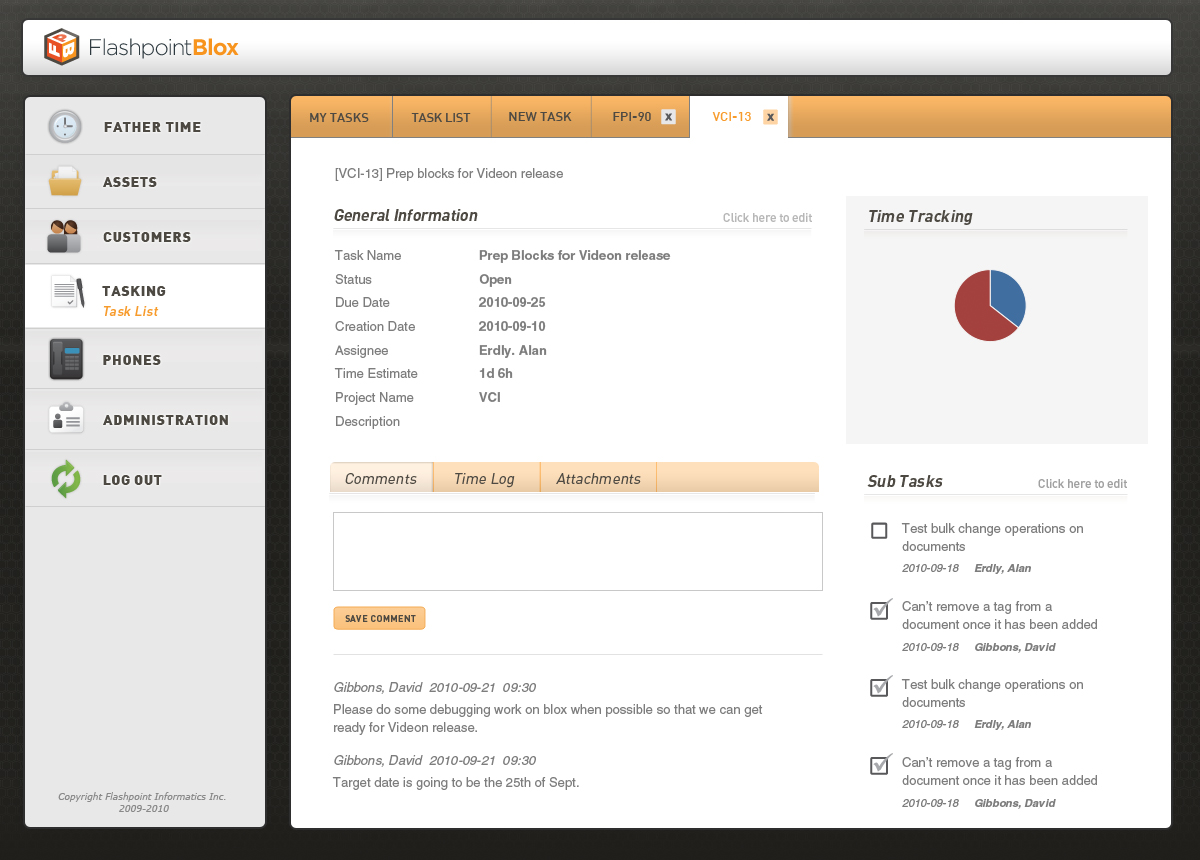 FlashpointBlox
FATHER TIME
ASSETS
CUSTOMERS
TASKING
Task List
PHONES
ADMINISTRATION
LOG OUT
Copyright Flashpoint Informatics Inc.
2009-2010
MY TASKS TASK LIST NEW TASK FPI-90 x VCI-13 x
[VCI-13] Prep blocks for Videon release
General Information Click here to edit
Task Name Prep Blocks for Videon release
Status Open
Due Date 2010-09-25
Creation Date 2010-09-10
Assignee Erdly. Alan
Time Estimate 1d 6h
Project Name VCI
Description
Comments Time Log Attachments
SAVE COMMENT
Gibbons, David 2010-09-21 09:30
Please do some debugging work on blox when possible so that we can get
ready for Videon release.
Gibbons, David 2010-09-21 09:30
Target date is going to be the 25th of Sept.
Time Tracking
Sub Tasks Click here to edit
Test bulk change operations on
documents
2010-09-18 Erdly, Alan
Can't remove a tag from a
document once it has been added
2010-09-18 Gibbons, David
Test bulk change operations on
documents
2010-09-18 Erdly, Alan
Can't remove a tag from a
document once it has been added
2010-09-18 Gibbons, David